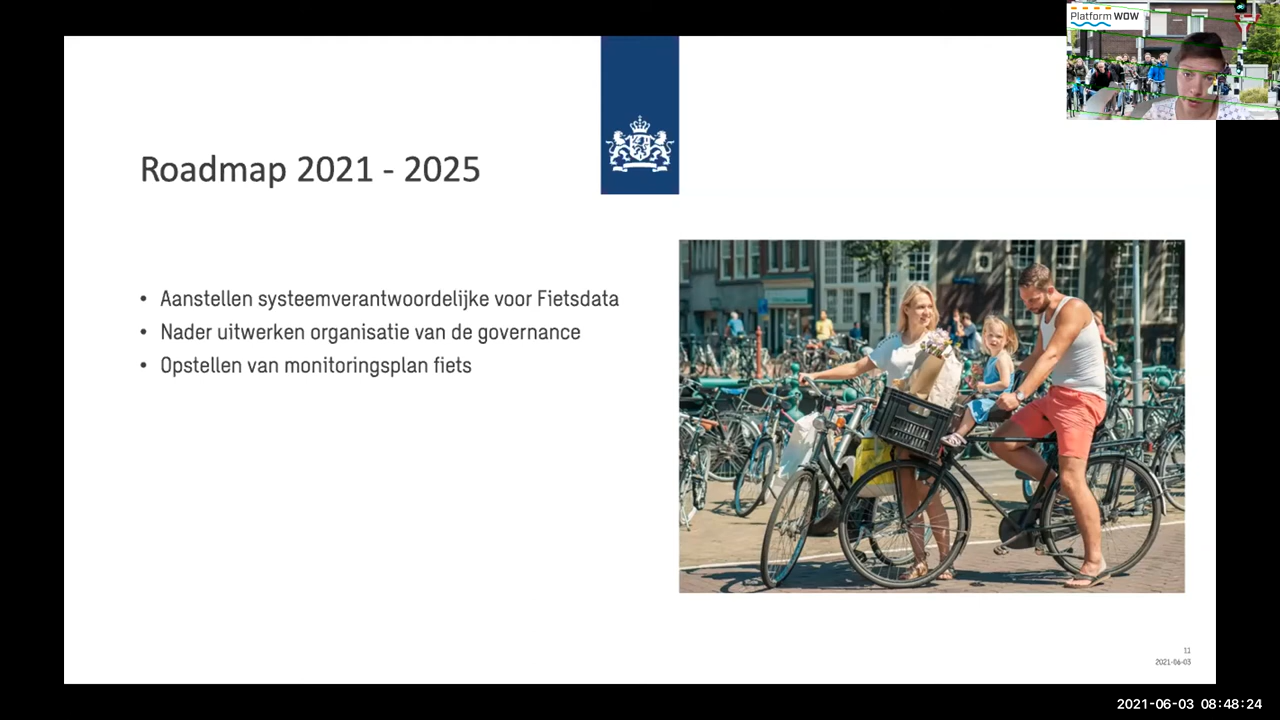 Platform WOW
Roadmap 2021 - 2025
• Aanstellen systeemverantwoordelijke voor Fietsdata
• Nader uitwerken organisatie van de governance
• Opstellen van monitoringsplan fiets
11
2021-06-03
2021-06-03 08:48:24